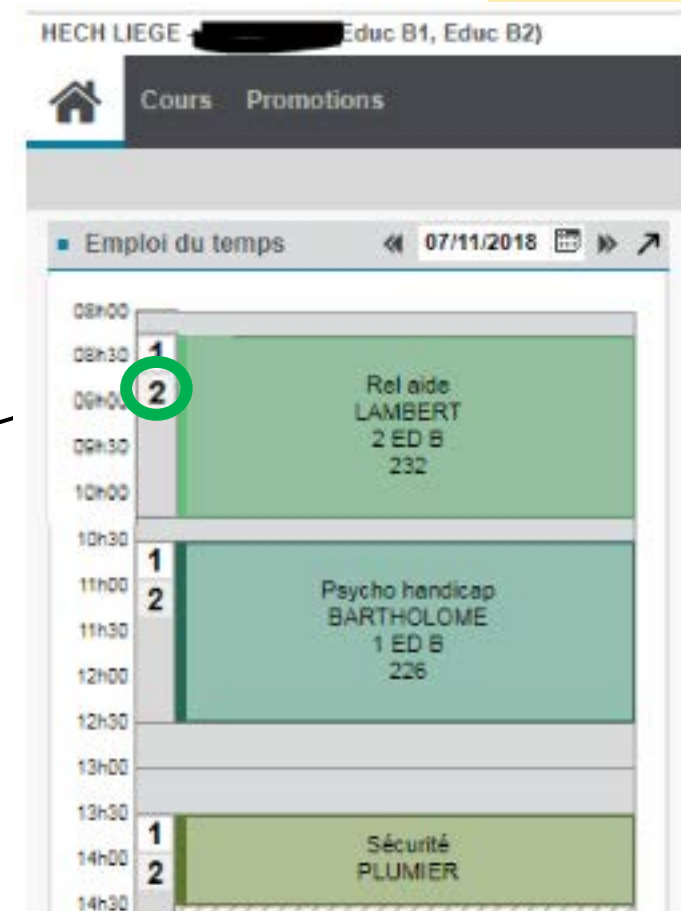 HECH LIEGE - Educ B1, Educ B2)
Cours Promotions
Emploi du temps 07/11/2018
08h00
08h30 1
09h00 2
Rel aide
LAMBERT
09h30
2 ED B
232
10h00
10h30
1
11h00
2
Psycho handicap
BARTHOLOME
11h30
1 ED B
226
12h00
12h30
13h00
13h30
1
Sécurité
14h00
2
PLUMIER
14h30